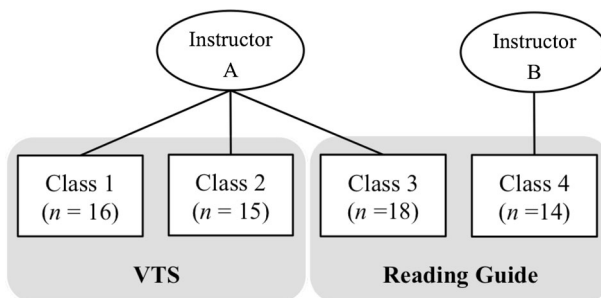 Instructor
A
Instructor
B
Class 1
(n = 16)
Class 2
(n = 15)
Class 3
(n =18)
Class 4
(n =14)
VTS
Reading Guide